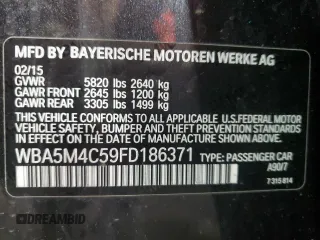 MFD BY BAYERISCHE MOTOREN WERKE AG
02/15
GVWR 5820 lbs 2640 kg
GAWR FRONT 2645 lbs 1200 kg
GAWR REAR 3305 lbs 1499 kg
THIS VEHICLE CONFORMS TO ALL APPLICABLE
U.S. FEDERAL MOTOR VEHICLE SAFETY, BUMPER
AND THEFT PREVENTION STANDARDS
IN EFFECT ON THE DATE OF MANUFACTURE SHOWN ABOVE.
WBA5M4C59FD186371 TYPE: PASSENGER CAR
A90/7
7 315 814
DREAMBID